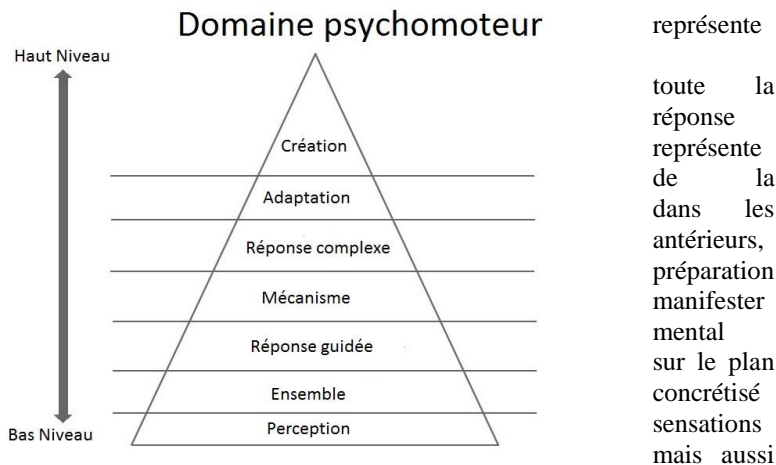 Domaine psychomoteur
Haut Niveau
Création
Adaptation
Réponse complexe
Mécanisme
Réponse guidée
Ensemble
Perception
Bas Niveau
représente
toute la
réponse
représente
de la
dans les
antérieurs,
préparation
manifester
mental
sur le plan
concrétisé
sensations
mais aussi